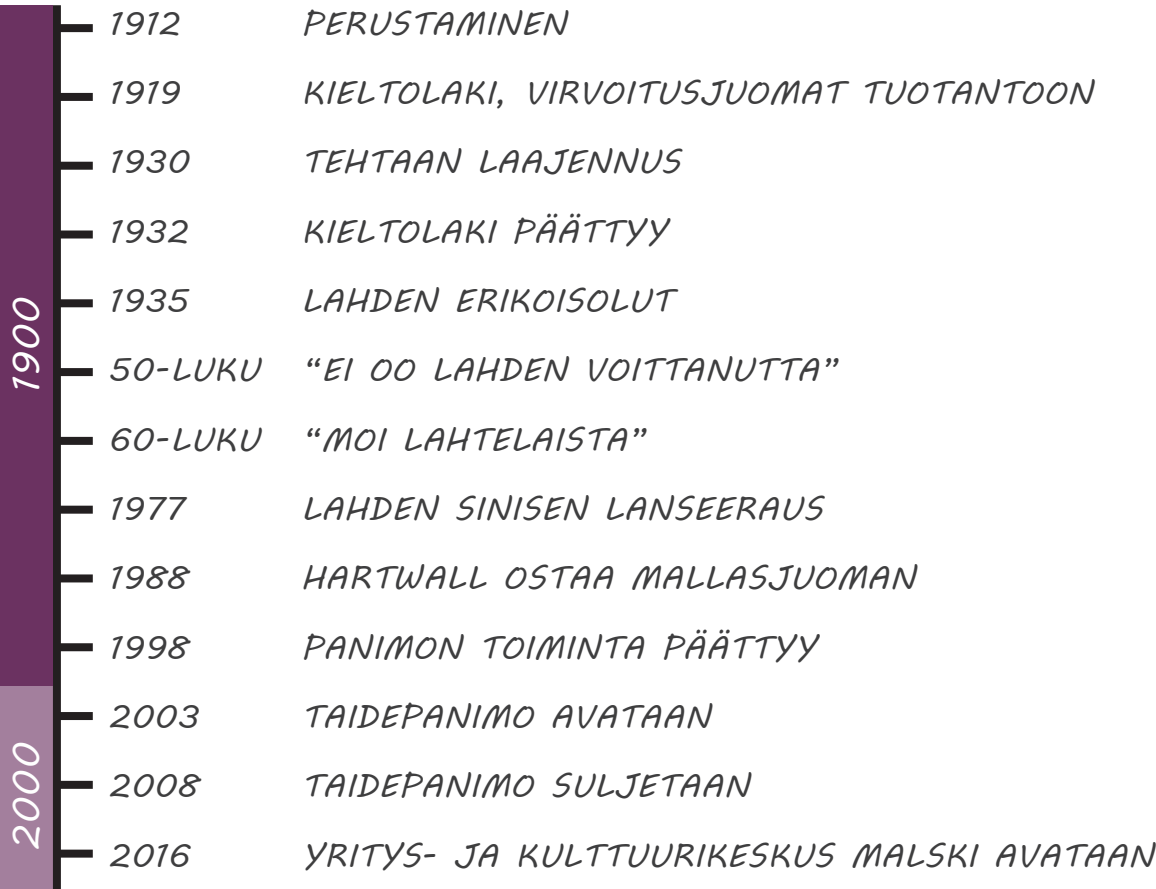 1912 PERUSTAMINEN
1919 KIELTOLAKI, VIRVOITUSJUOMAT TUOTANTOON
1930 TEHTAAN LAAJENNUS
1932 KIELTOLAKI PÄÄTTYY
1935 LAHDEN ERIKOISOLUT
50-LUKU “EI OO LAHDEN VOITTANUTTA”
60-LUKU “MOI LAHTELAISTA”
1977 LAHDEN SINISEN LANSEERAUS
1988 HARTWALL OSTAA MALLASJUOMAN
1998 PANIMON TOIMINTA PÄÄTTYY
1900
2003 TAIDEPANIMO AVATAAN
2008 TAIDEPANIMO SULJETAAN
2016 YRITYS- JA KULTTUURIKESKUS MALSKI AVATAAN
2000